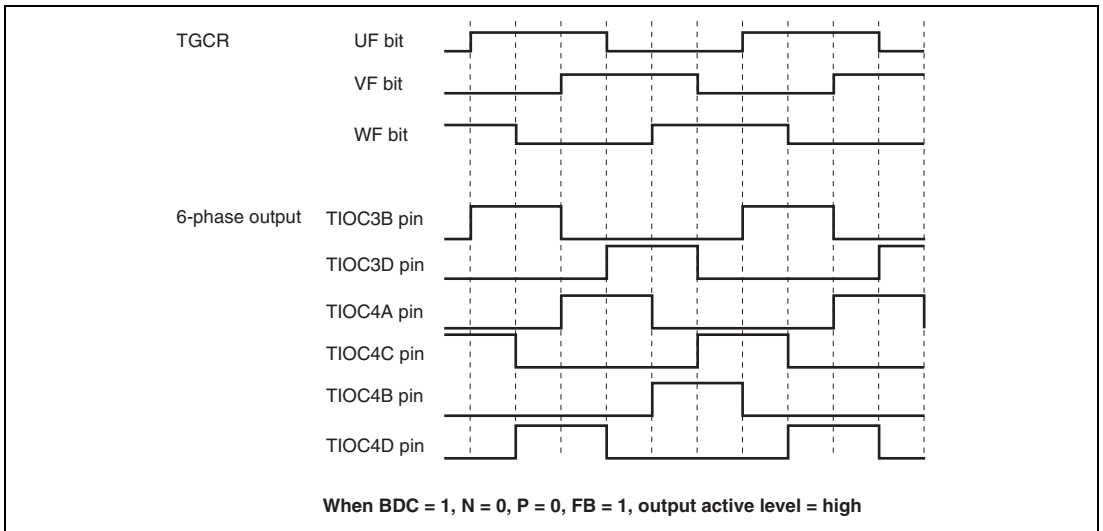 TGCR UF bit
VF bit
WF bit
6-phase output TIOC3B pin
TIOC3D pin
TIOC4A pin
TIOC4C pin
TIOC4B pin
TIOC4D pin
When BDC = 1, N = 0, P = 0, FB = 1, output active level = high